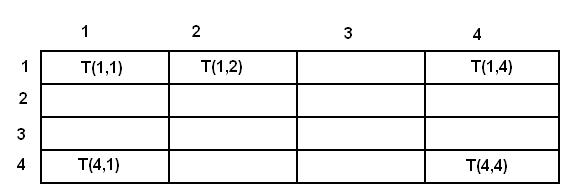 1 2 3 4
1 T(1,1) T(1,2) T(1,4)
2
3
4 T(4,1) T(4,4)